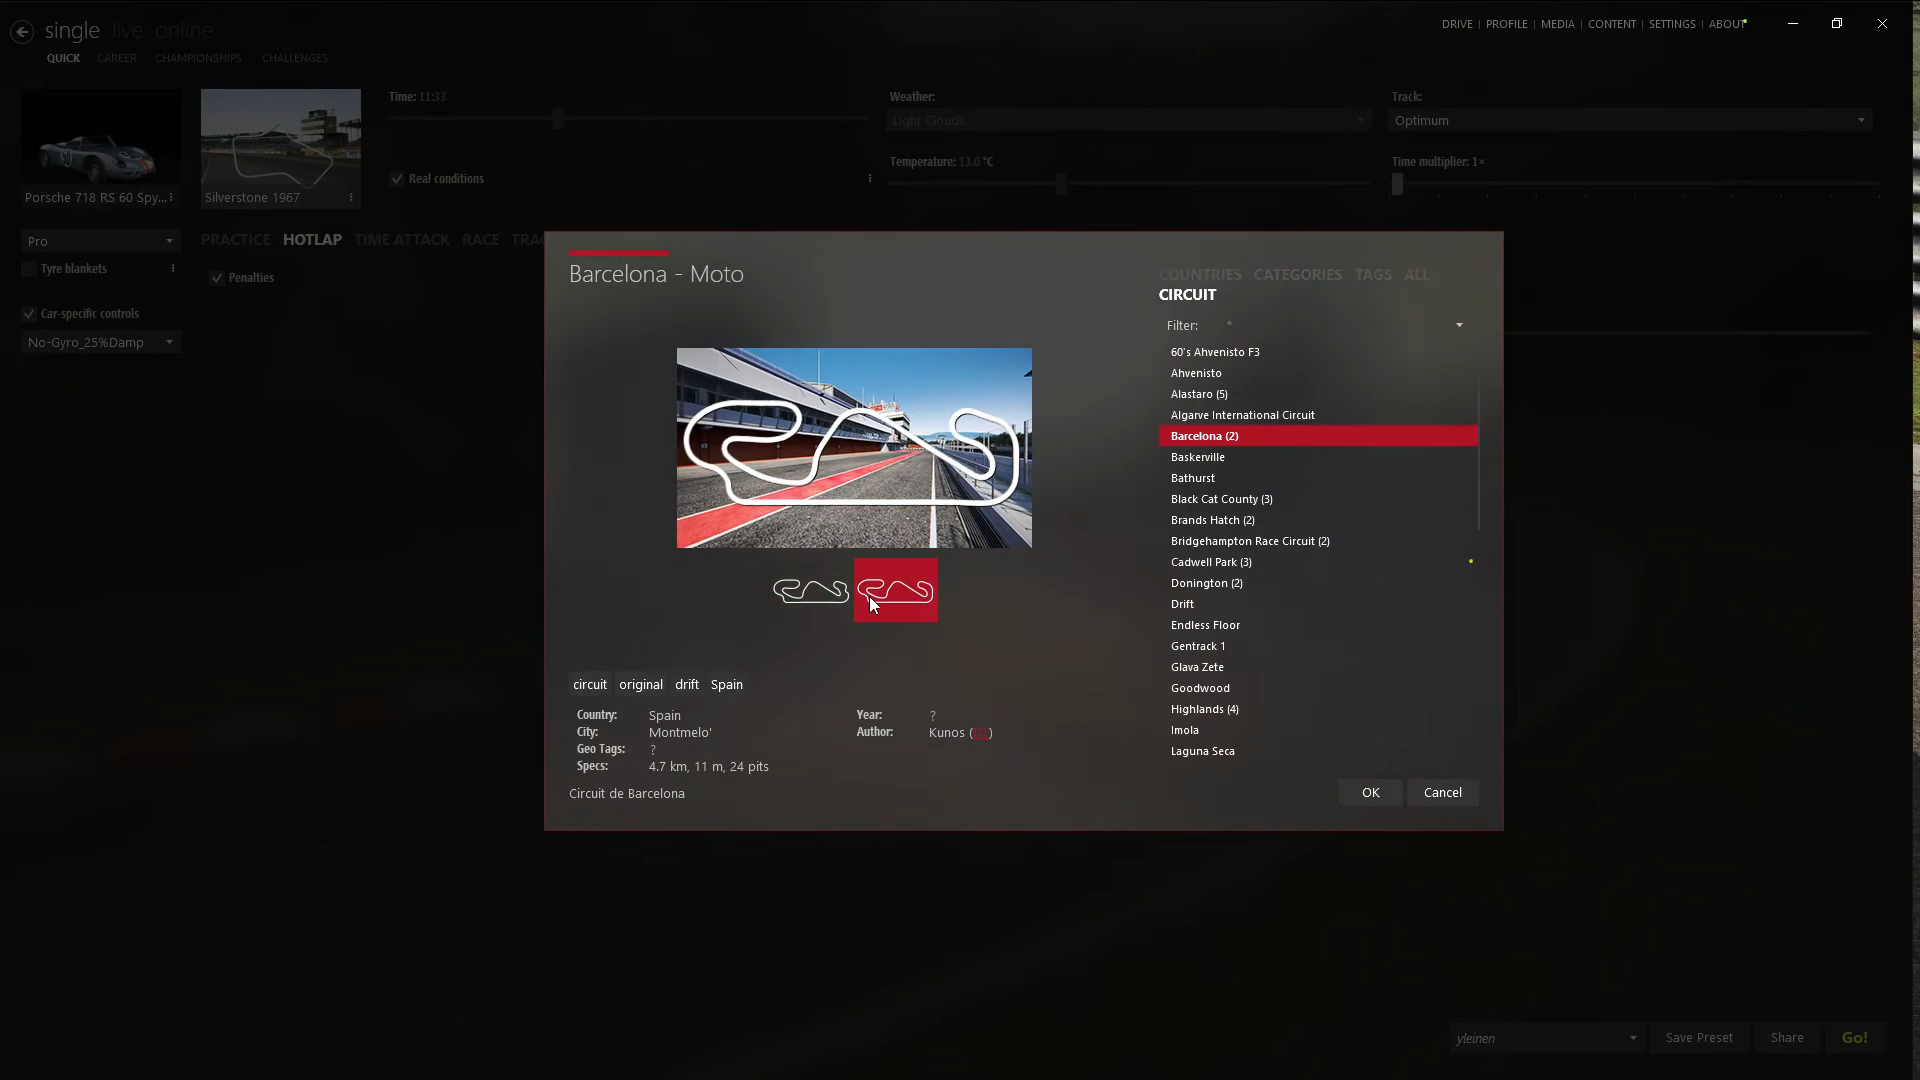 single live online
DRIVE | PROFILE | MEDIA | CONTENT | SETTINGS | ABOUT
QUICK CAREER CHAMPIONSHIPS CHALLENGES
Time: 11:33
Weather:
Track:
Light Clouds
Optimum
Real conditions
Temperature: 13.0 °C
Time multiplier: 1×
Porsche 718 RS 60 Spy...
Silverstone 1967
Pro
PRACTICE HOTLAP TIME ATTACK RACE TRA
Tyre blankets
Penalties
Car-specific controls
No-Gyro_25%Damp
Barcelona - Moto
COUNTRIES CATEGORIES TAGS ALL
CIRCUIT
Filter: *
60's Ahvenisto F3
Ahvenisto
Alastaro (5)
Algarve International Circuit
Barcelona (2)
Baskerville
Bathurst
Black Cat County (3)
Brands Hatch (2)
Bridgehampton Race Circuit (2)
Cadwell Park (3)
Donington (2)
Drift
Endless Floor
Gentrack 1
Glava Zete
Goodwood
Highlands (4)
Imola
Laguna Seca
circuit original drift Spain
Country: Spain
City: Montmelo'
Geo Tags: ?
Specs: 4.7 km, 11 m, 24 pits
Year: ?
Author: Kunos ( )
Circuit de Barcelona
OK Cancel
yleinen
Save Preset
Share
Go!